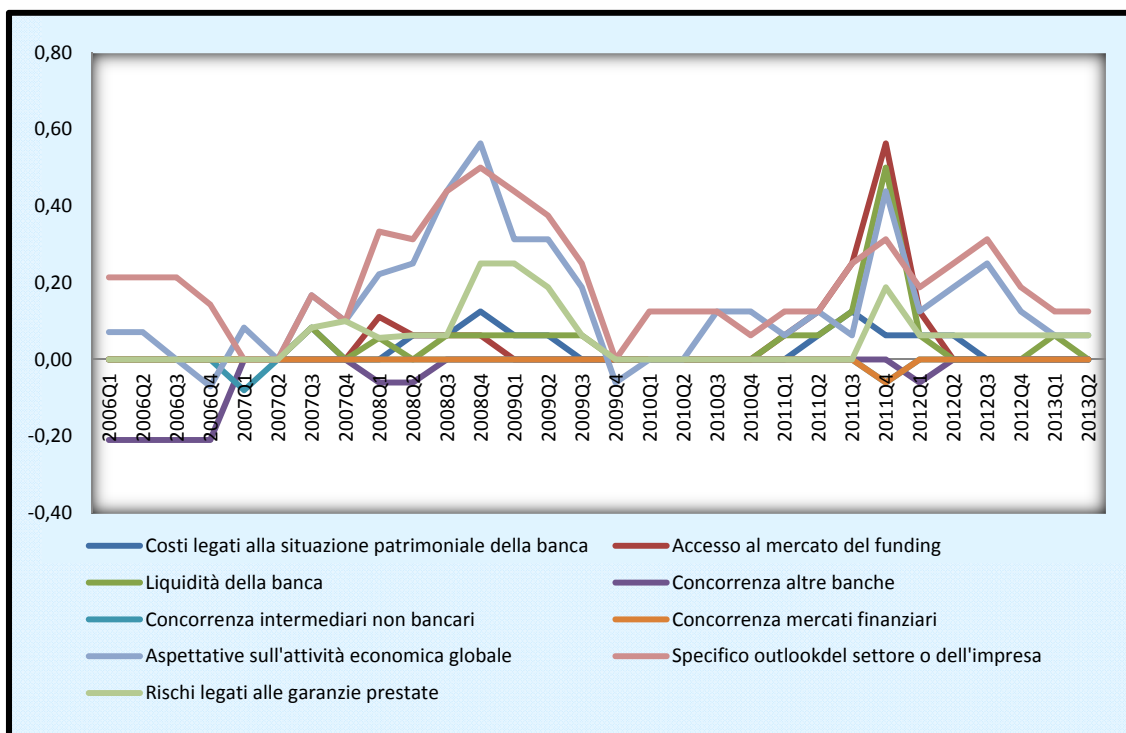 0,80
0,60
0,40
0,20
0,00
-0,20
-0,40
2006Q1
2006Q2
2006Q3
2006Q4
2007Q1
2007Q2
2007Q3
2007Q4
2008Q1
2008Q2
2008Q3
2008Q4
2009Q1
2009Q2
2009Q3
2009Q4
2010Q1
2010Q2
2010Q3
2010Q4
2011Q1
2011Q2
2011Q3
2011Q4
2012Q1
2012Q2
2012Q3
2012Q4
2013Q1
2013Q2
Costi legati alla situazione patrimoniale della banca
Accesso al mercato del funding
Liquidità della banca
Concorrenza altre banche
Concorrenza intermediari non bancari
Concorrenza mercati finanziari
Aspettative sull'attività economica globale
Specifico outlookdel settore o dell'impresa
Rischi legati alle garanzie prestate